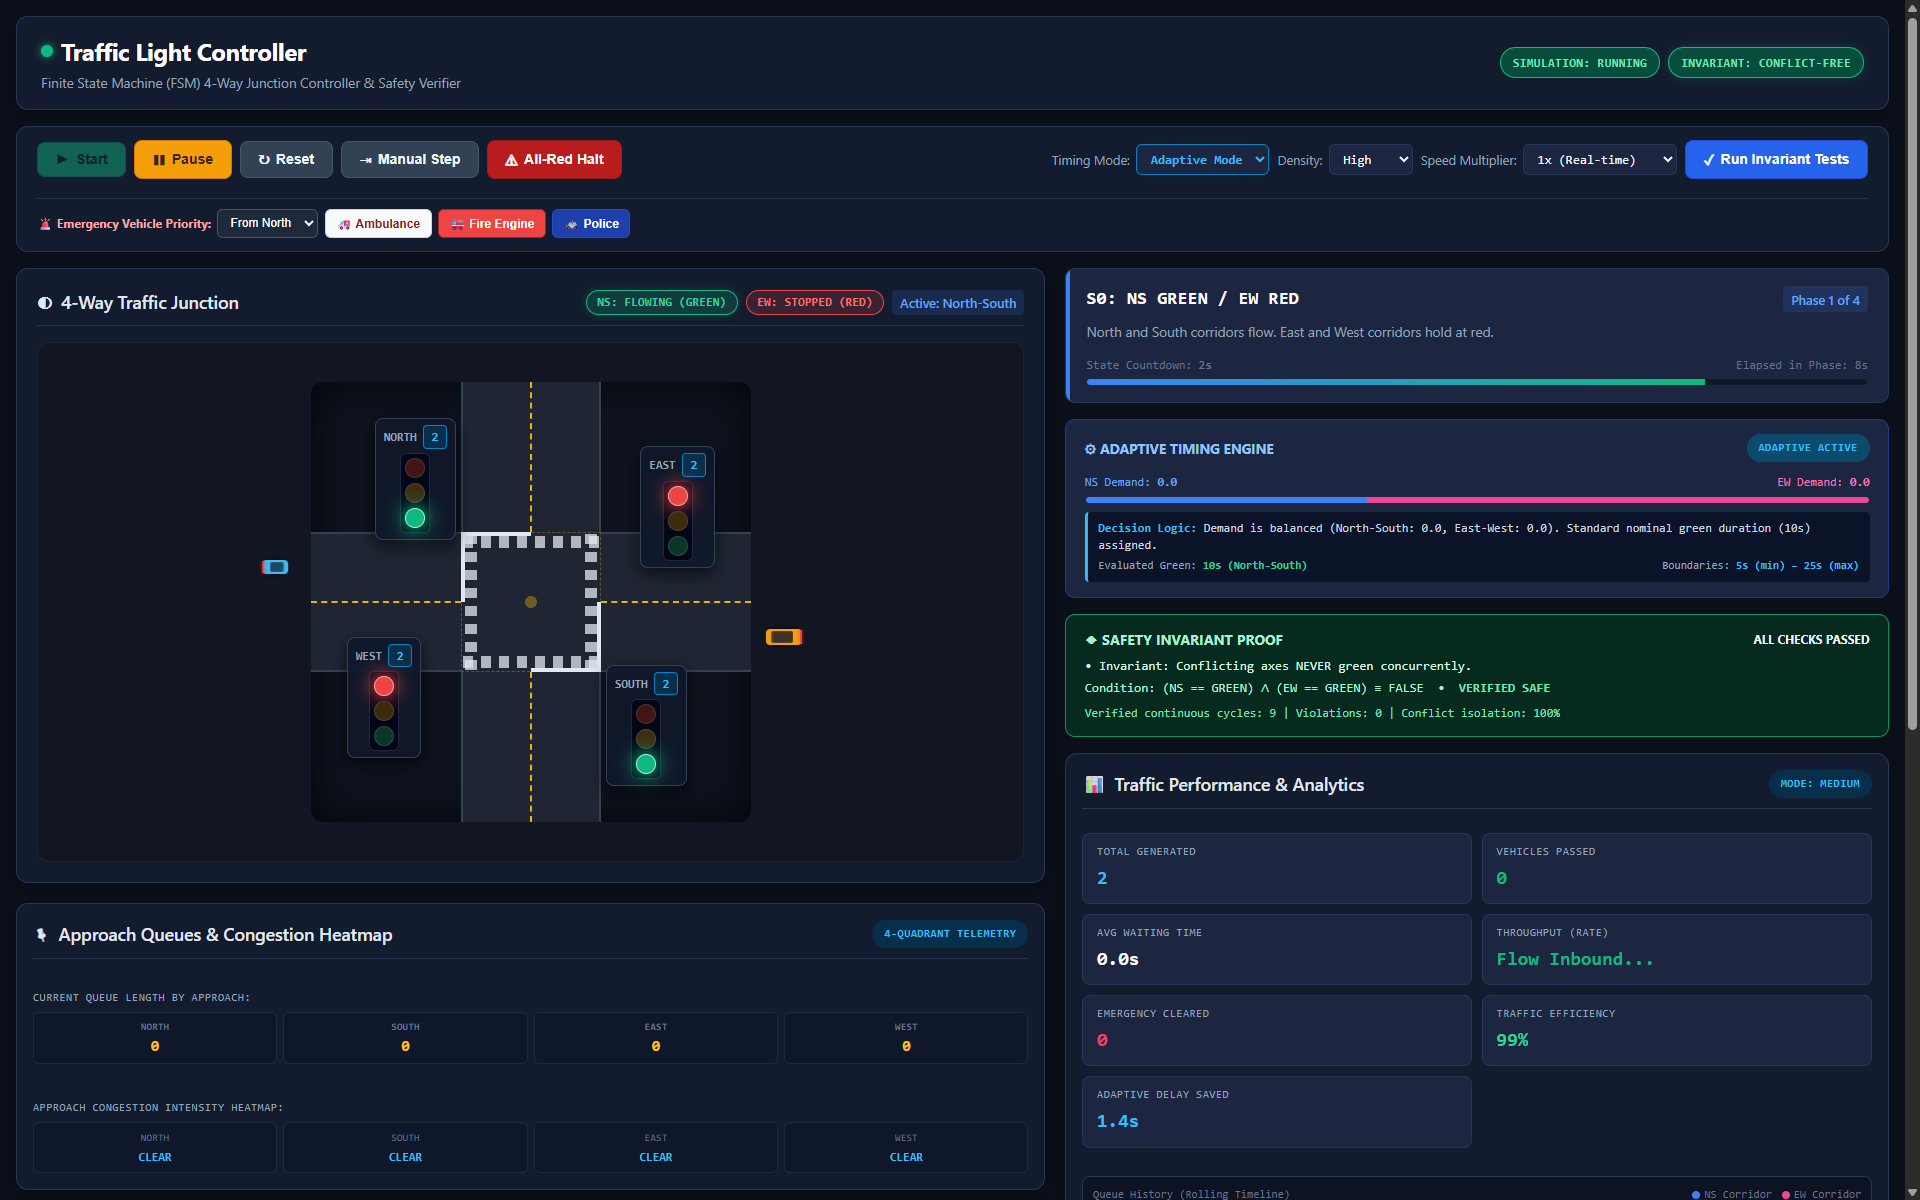 Traffic Light Controller
Finite State Machine (FSM) 4-Way Junction Controller & Safety Verifier
SIMULATION: RUNNING
INVARIANT: CONFLICT-FREE
Start
Pause
Reset
Manual Step
All-Red Halt
Timing Mode:
Adaptive Mode
Density:
High
Speed Multiplier:
1x (Real-time)
Run Invariant Tests
Emergency Vehicle Priority:
From North
Ambulance
Fire Engine
Police
4-Way Traffic Junction
NS: FLOWING (GREEN)
EW: STOPPED (RED)
Active: North-South
NORTH 2
EAST 2
WEST 2
SOUTH 2
S0: NS GREEN / EW RED
Phase 1 of 4
North and South corridors flow. East and West corridors hold at red.
State Countdown: 2s
Elapsed in Phase: 8s
ADAPTIVE TIMING ENGINE
ADAPTIVE ACTIVE
NS Demand: 0.0
EW Demand: 0.0
Decision Logic: Demand is balanced (North-South: 0.0, East-West: 0.0). Standard nominal green duration (10s)
assigned.
Evaluated Green: 10s (North-South)
Boundaries: 5s (min) – 25s (max)
SAFETY INVARIANT PROOF
ALL CHECKS PASSED
• Invariant: Conflicting axes NEVER green concurrently.
Condition: (NS == GREEN) ∧ (EW == GREEN) ≡ FALSE • VERIFIED SAFE
Verified continuous cycles: 9 | Violations: 0 | Conflict isolation: 100%
Traffic Performance & Analytics
MODE: MEDIUM
TOTAL GENERATED
2
VEHICLES PASSED
0
AVG WAITING TIME
0.0s
THROUGHPUT (RATE)
Flow Inbound...
EMERGENCY CLEARED
0
TRAFFIC EFFICIENCY
99%
ADAPTIVE DELAY SAVED
1.4s
Queue History (Rolling Timeline)
NS Corridor
EW Corridor
Approach Queues & Congestion Heatmap
4-QUADRANT TELEMETRY
CURRENT QUEUE LENGTH BY APPROACH:
NORTH
0
SOUTH
0
EAST
0
WEST
0
APPROACH CONGESTION INTENSITY HEATMAP:
NORTH
CLEAR
SOUTH
CLEAR
EAST
CLEAR
WEST
CLEAR